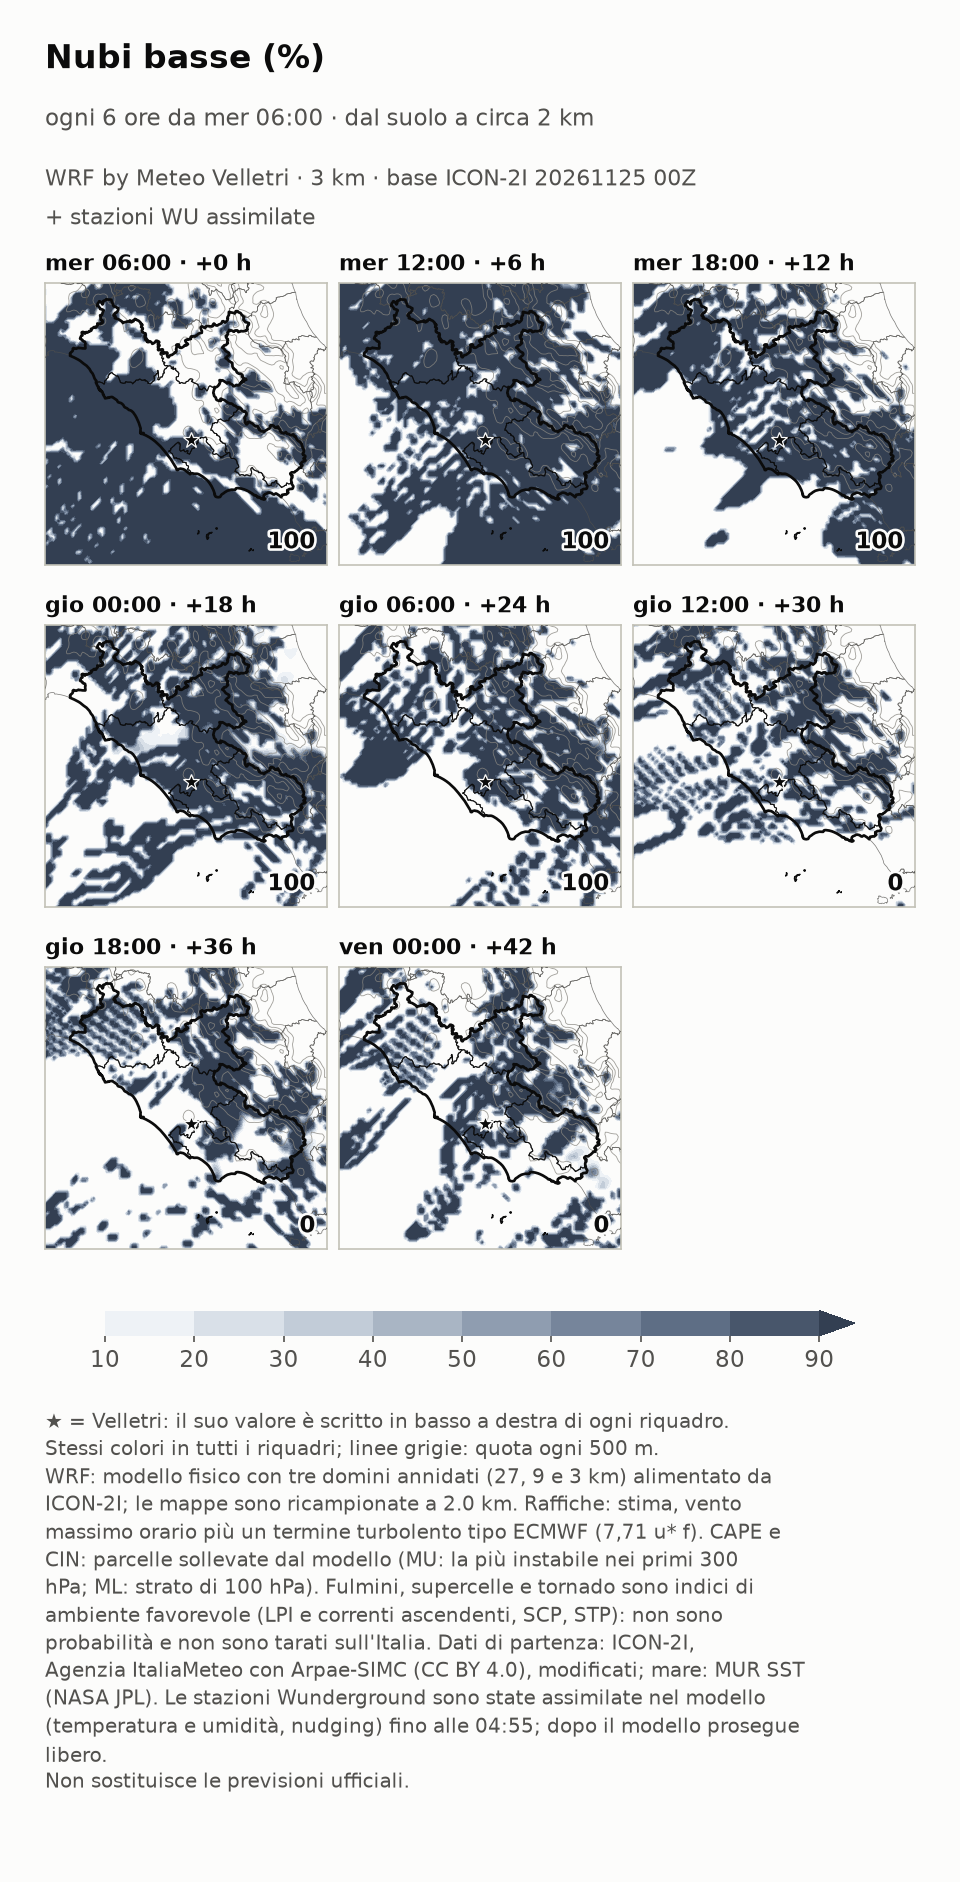 Nubi basse (%)
ogni 6 ore da mer 06:00 · dal suolo a circa 2 km
WRF by Meteo Velletri · 3 km · base ICON-2I 20261125 00Z
+ stazioni WU assimilate
mer 06:00 · +0 h
mer 12:00 · +6 h
mer 18:00 · +12 h
100
100
100
gio 00:00 · +18 h
gio 06:00 · +24 h
gio 12:00 · +30 h
100
100
0
gio 18:00 · +36 h
ven 00:00 · +42 h
0
0
10 20 30 40 50 60 70 80 90
★ = Velletri: il suo valore è scritto in basso a destra di ogni riquadro.
Stessi colori in tutti i riquadri; linee grigie: quota ogni 500 m.
WRF: modello fisico con tre domini annidati (27, 9 e 3 km) alimentato da
ICON-2I; le mappe sono ricampionate a 2.0 km. Raffiche: stima, vento
massimo orario più un termine turbolento tipo ECMWF (7,71 u* f). CAPE e
CIN: parcelle sollevate dal modello (MU: la più instabile nei primi 300
hPa; ML: strato di 100 hPa). Fulmini, supercelle e tornado sono indici di
ambiente favorevole (LPI e correnti ascendenti, SCP, STP): non sono
probabilità e non sono tarati sull'Italia. Dati di partenza: ICON-2I,
Agenzia ItaliaMeteo con Arpae-SIMC (CC BY 4.0), modificati; mare: MUR SST
(NASA JPL). Le stazioni Wunderground sono state assimilate nel modello
(temperatura e umidità, nudging) fino alle 04:55; dopo il modello prosegue
libero.
Non sostituisce le previsioni ufficiali.